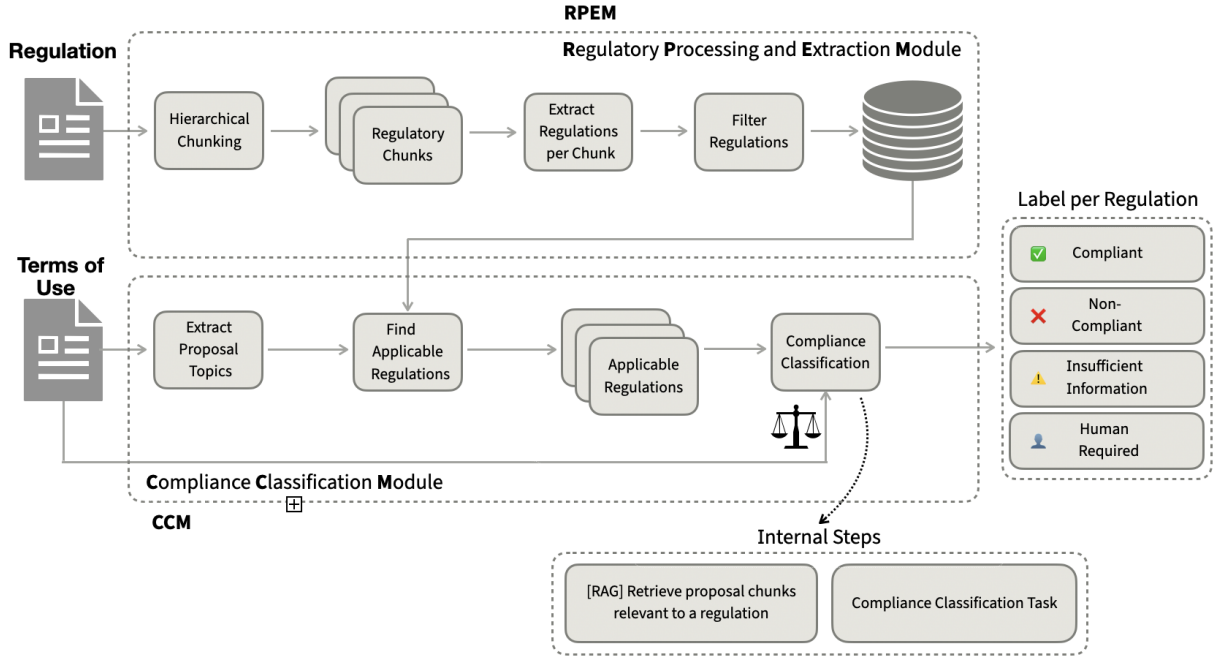 RPEM
Regulation
Regulatory Processing and Extraction Module
Hierarchical
Chunking
Regulatory
Chunks
Extract
Regulations
per Chunk
Filter
Regulations
Label per Regulation
Compliant
Non-
Compliant
Insufficient
Information
Human
Required
Terms of
Use
Extract
Proposal
Topics
Find
Applicable
Regulations
Applicable
Regulations
Compliance
Classification
Compliance Classification Module
CCM
Internal Steps
[RAG] Retrieve proposal chunks
relevant to a regulation
Compliance Classification Task